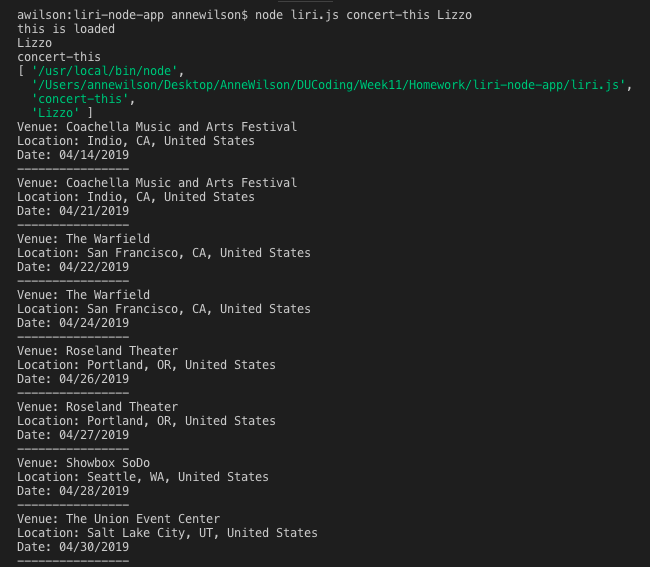 awilson:liri-node-app annewilson$ node liri.js concert-this Lizzo
this is loaded
Lizzo
concert-this
[ '/usr/local/bin/node',
  '/Users/annewilson/Desktop/AnneWilson/DUCoding/Week11/Homework/liri-node-app/liri.js',
  'concert-this',
  'Lizzo' ]
Venue: Coachella Music and Arts Festival
Location: Indio, CA, United States
Date: 04/14/2019
----------------
Venue: Coachella Music and Arts Festival
Location: Indio, CA, United States
Date: 04/21/2019
----------------
Venue: The Warfield
Location: San Francisco, CA, United States
Date: 04/22/2019
----------------
Venue: The Warfield
Location: San Francisco, CA, United States
Date: 04/24/2019
----------------
Venue: Roseland Theater
Location: Portland, OR, United States
Date: 04/26/2019
----------------
Venue: Roseland Theater
Location: Portland, OR, United States
Date: 04/27/2019
----------------
Venue: Showbox SoDo
Location: Seattle, WA, United States
Date: 04/28/2019
----------------
Venue: The Union Event Center
Location: Salt Lake City, UT, United States
Date: 04/30/2019
----------------